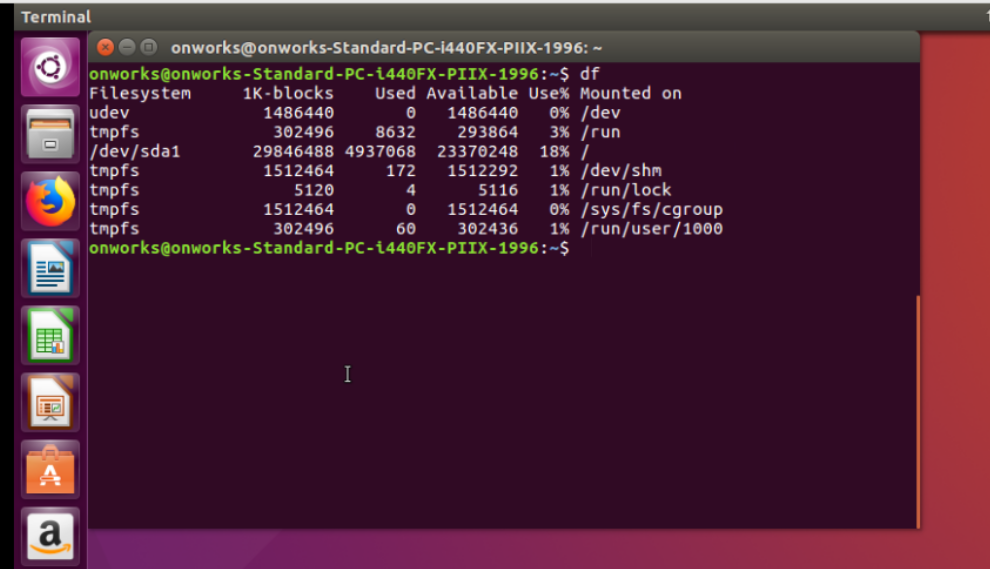 Terminal
onworks@onworks-Standard-PC-i440FX-PIIX-1996: ~
onworks@onworks-Standard-PC-i440FX-PIIX-1996:~$ df
Filesystem     1K-blocks    Used Available Use% Mounted on
udev             1486440       0   1486440   0% /dev
tmpfs             302496    8632    293864   3% /run
/dev/sda1       29846488 4937068  23370248  18% /
tmpfs            1512464     172   1512292   1% /dev/shm
tmpfs               5120       4      5116   1% /run/lock
tmpfs            1512464       0   1512464   0% /sys/fs/cgroup
tmpfs             302496      60    302436   1% /run/user/1000
onworks@onworks-Standard-PC-i440FX-PIIX-1996:~$